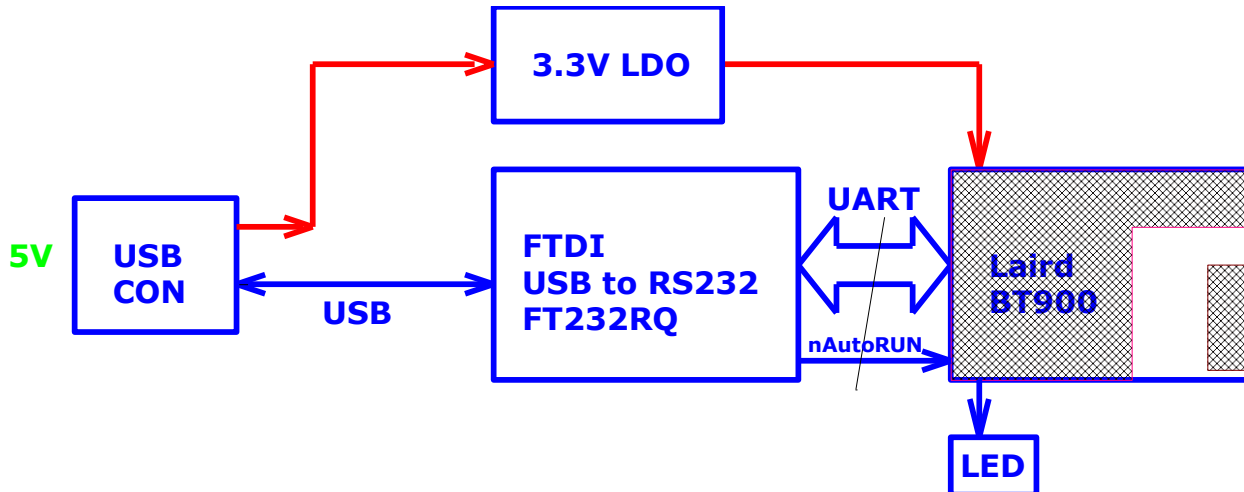 3.3V LDO
5V
USB
CON
USB
FTDI
USB to RS232
FT232RQ
UART
nAutoRUN
Laird
BT900
LED